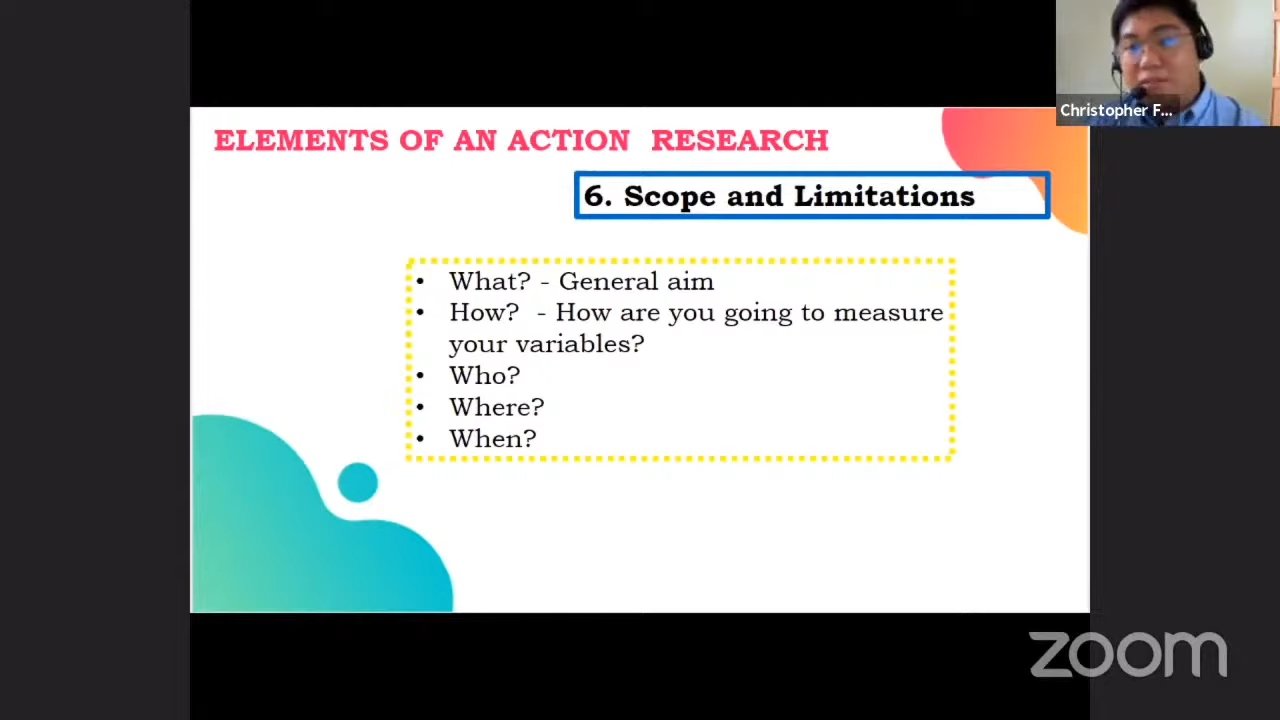 Christopher F...
ELEMENTS OF AN ACTION RESEARCH
6. Scope and Limitations
• What? - General aim
• How? - How are you going to measure
your variables?
• Who?
• Where?
• When?
zoom